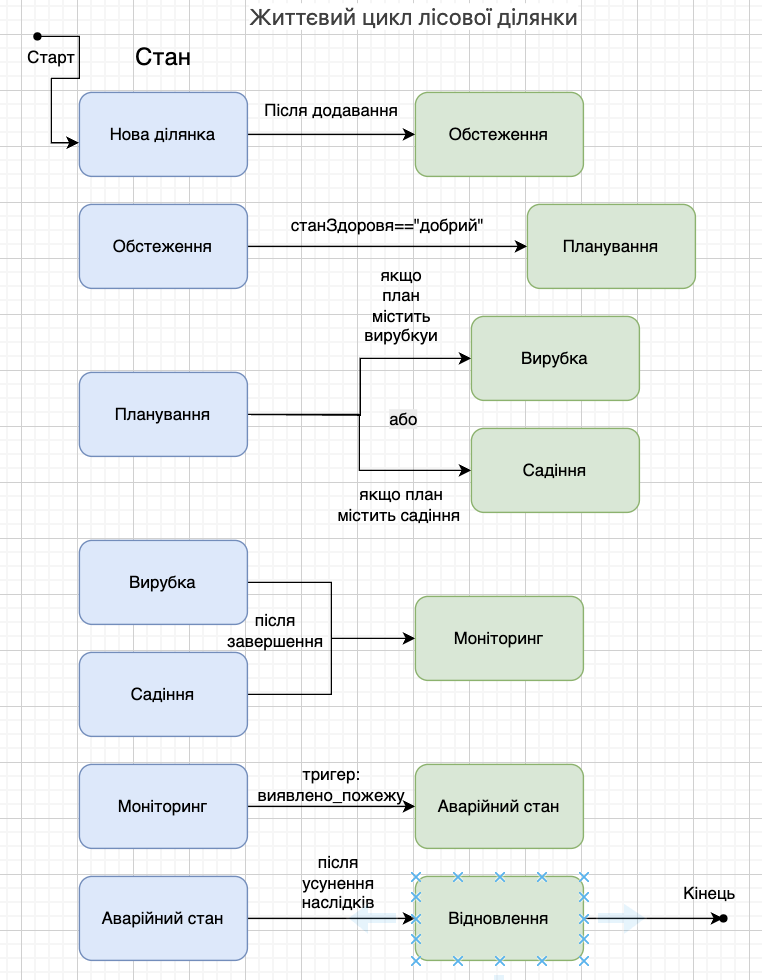 Життєвий цикл лісової ділянки
Старт
Стан
Нова ділянка
Після додавання
Обстеження
Обстеження
станЗдоровя=="добрий"
Планування
якщо
план
містить
вирубкуи
Вирубка
Планування
або
Садіння
якщо план
містить садіння
Вирубка
після
завершення
Моніторинг
Садіння
Моніторинг
тригер:
виявлено_пожежу
Аварійний стан
Аварійний стан
після
усунення
наслідків
Відновлення
Кінець